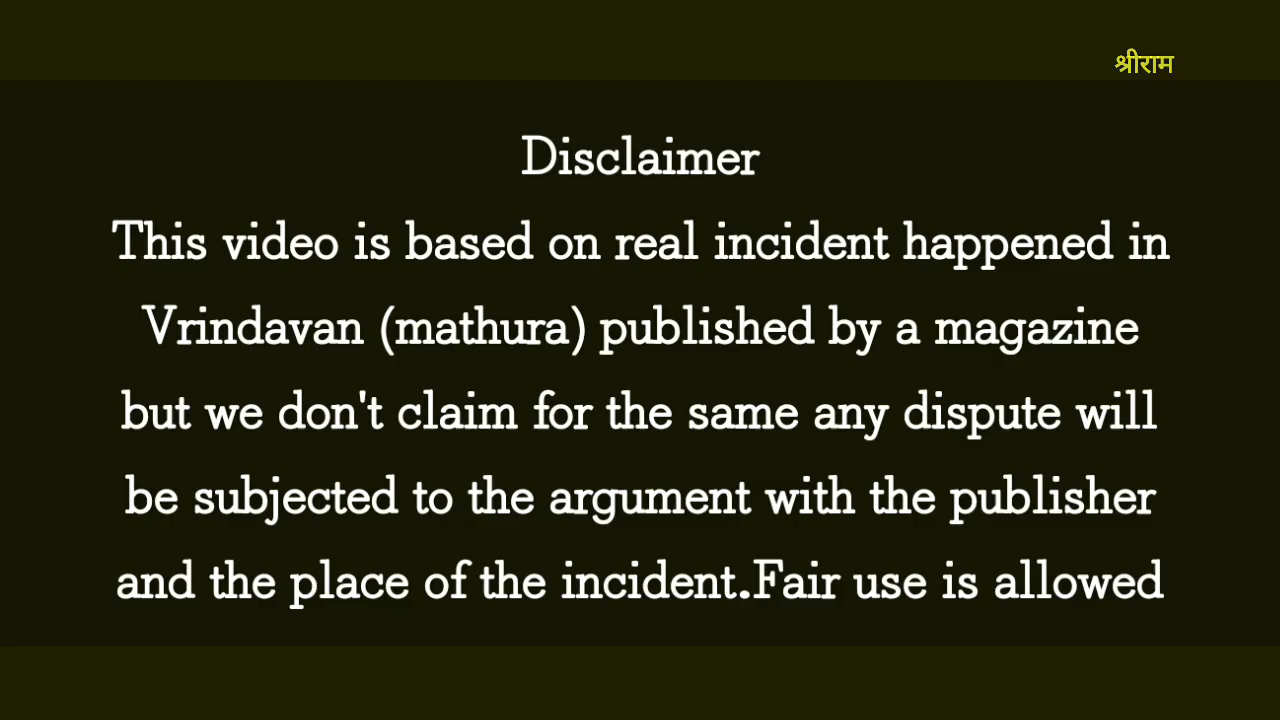 श्रीराम
Disclaimer
This video is based on real incident happened in
Vrindavan (mathura) published by a magazine
but we don't claim for the same any dispute will
be subjected to the argument with the publisher
and the place of the incident.Fair use is allowed